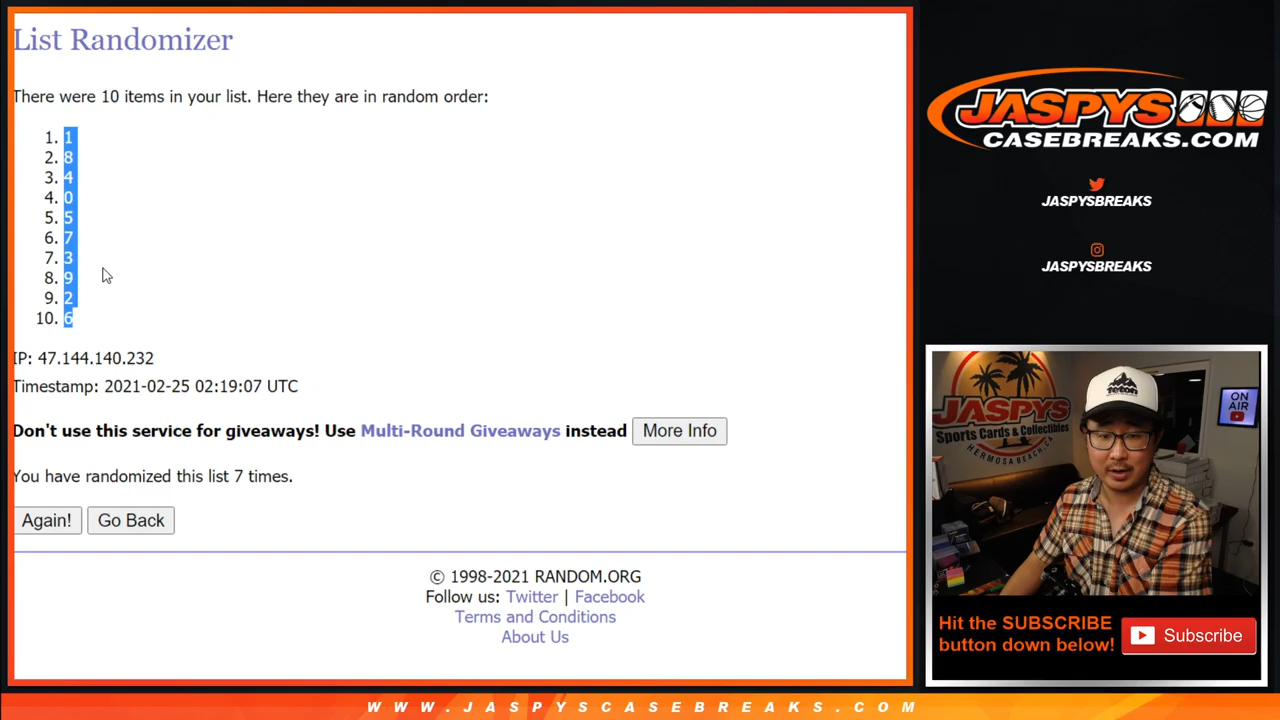 List Randomizer
There were 10 items in your list. Here they are in random order:
1. 1
2. 8
3. 4
4. 0
5. 5
6. 7
7. 3
8. 9
9. 2
10. 6
IP: 47.144.140.232
Timestamp: 2021-02-25 02:19:07 UTC
Don't use this service for giveaways! Use Multi-Round Giveaways instead More Info
You have randomized this list 7 times.
Again! Go Back
© 1998-2021 RANDOM.ORG
Follow us: Twitter | Facebook
Terms and Conditions
About Us
JASPYS
CASEBREAKS.COM
JASPYSBREAKS
JASPYSBREAKS
JASPYS
Sports Cards & Collectibles
HERMOSA BEACH, CA
ON
AIR
TETON
Hit the SUBSCRIBE
button down below!
Subscribe
WWW.JASPYSCASEBREAKS.COM